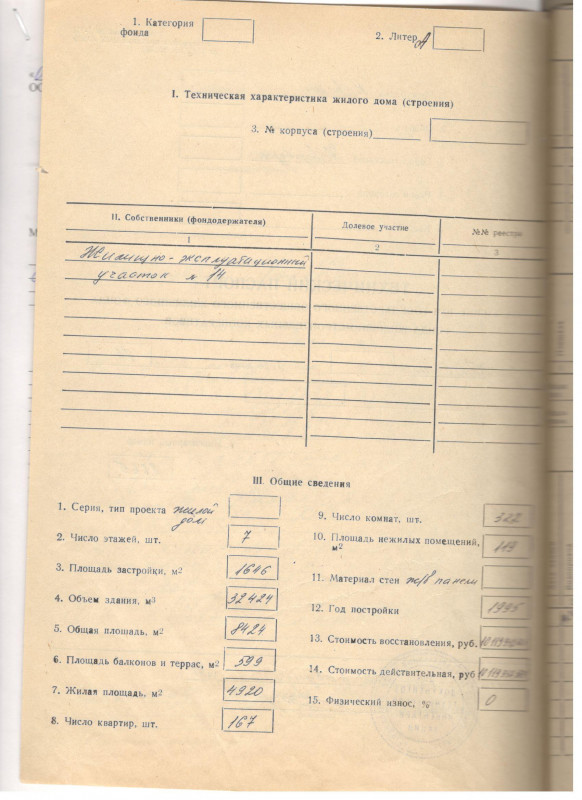 1. Категория
фонда
2. Литер А
I. Техническая характеристика жилого дома (строения)
3. № корпуса (строения)
II. Собственники (фондодержатели)
Долевое участие
№№ реестра
1
2
3
Жилищно-эксплуатационный
участок № 14
III. Общие сведения
1. Серия, тип проекта жилой
дом
2. Число этажей, шт. 7
3. Площадь застройки, м2 1646
4. Объем здания, м3 32424
5. Общая площадь, м2 8424
6. Площадь балконов и террас, м2 599
7. Жилая площадь, м2 4920
8. Число квартир, шт. 167
9. Число комнат, шт. 322
10. Площадь нежилых помещений,
м2 119
11. Материал стен ж/б панели
12. Год постройки 1995
13. Стоимость восстановления, руб.
14. Стоимость действительная, руб
15. Физический износ, % 0